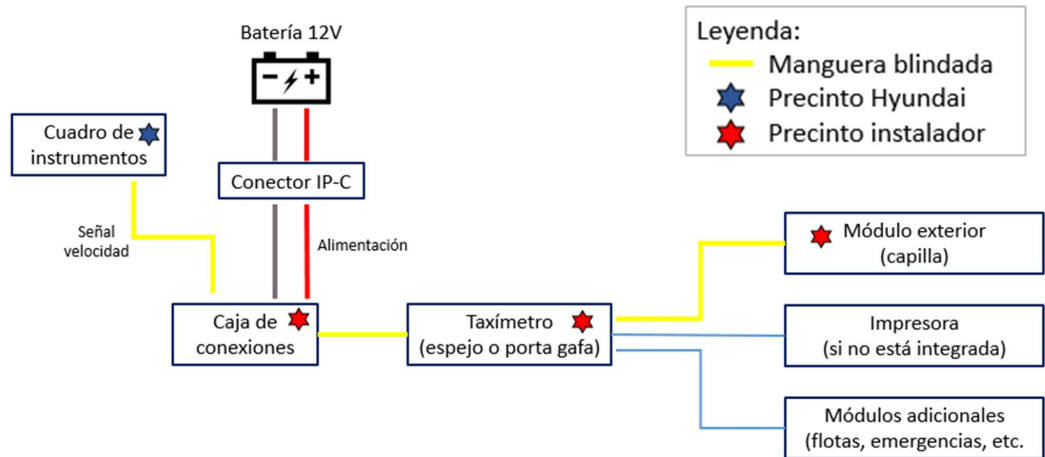 Batería 12V
Leyenda:
Manguera blindada
Precinto Hyundai
Precinto instalador
Cuadro de
instrumentos
Conector IP-C
Señal
velocidad
Alimentación
Módulo exterior
(capilla)
Caja de
conexiones
Taxímetro
(espejo o porta gafa)
Impresora
(si no está integrada)
Módulos adicionales
(flotas, emergencias, etc.